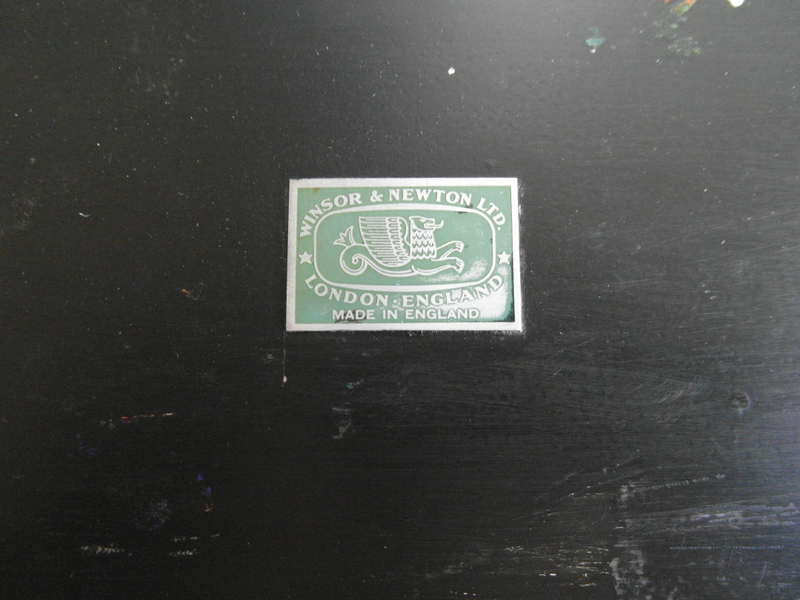 WINSOR & NEWTON LTD.
LONDON·ENGLAND
MADE IN ENGLAND